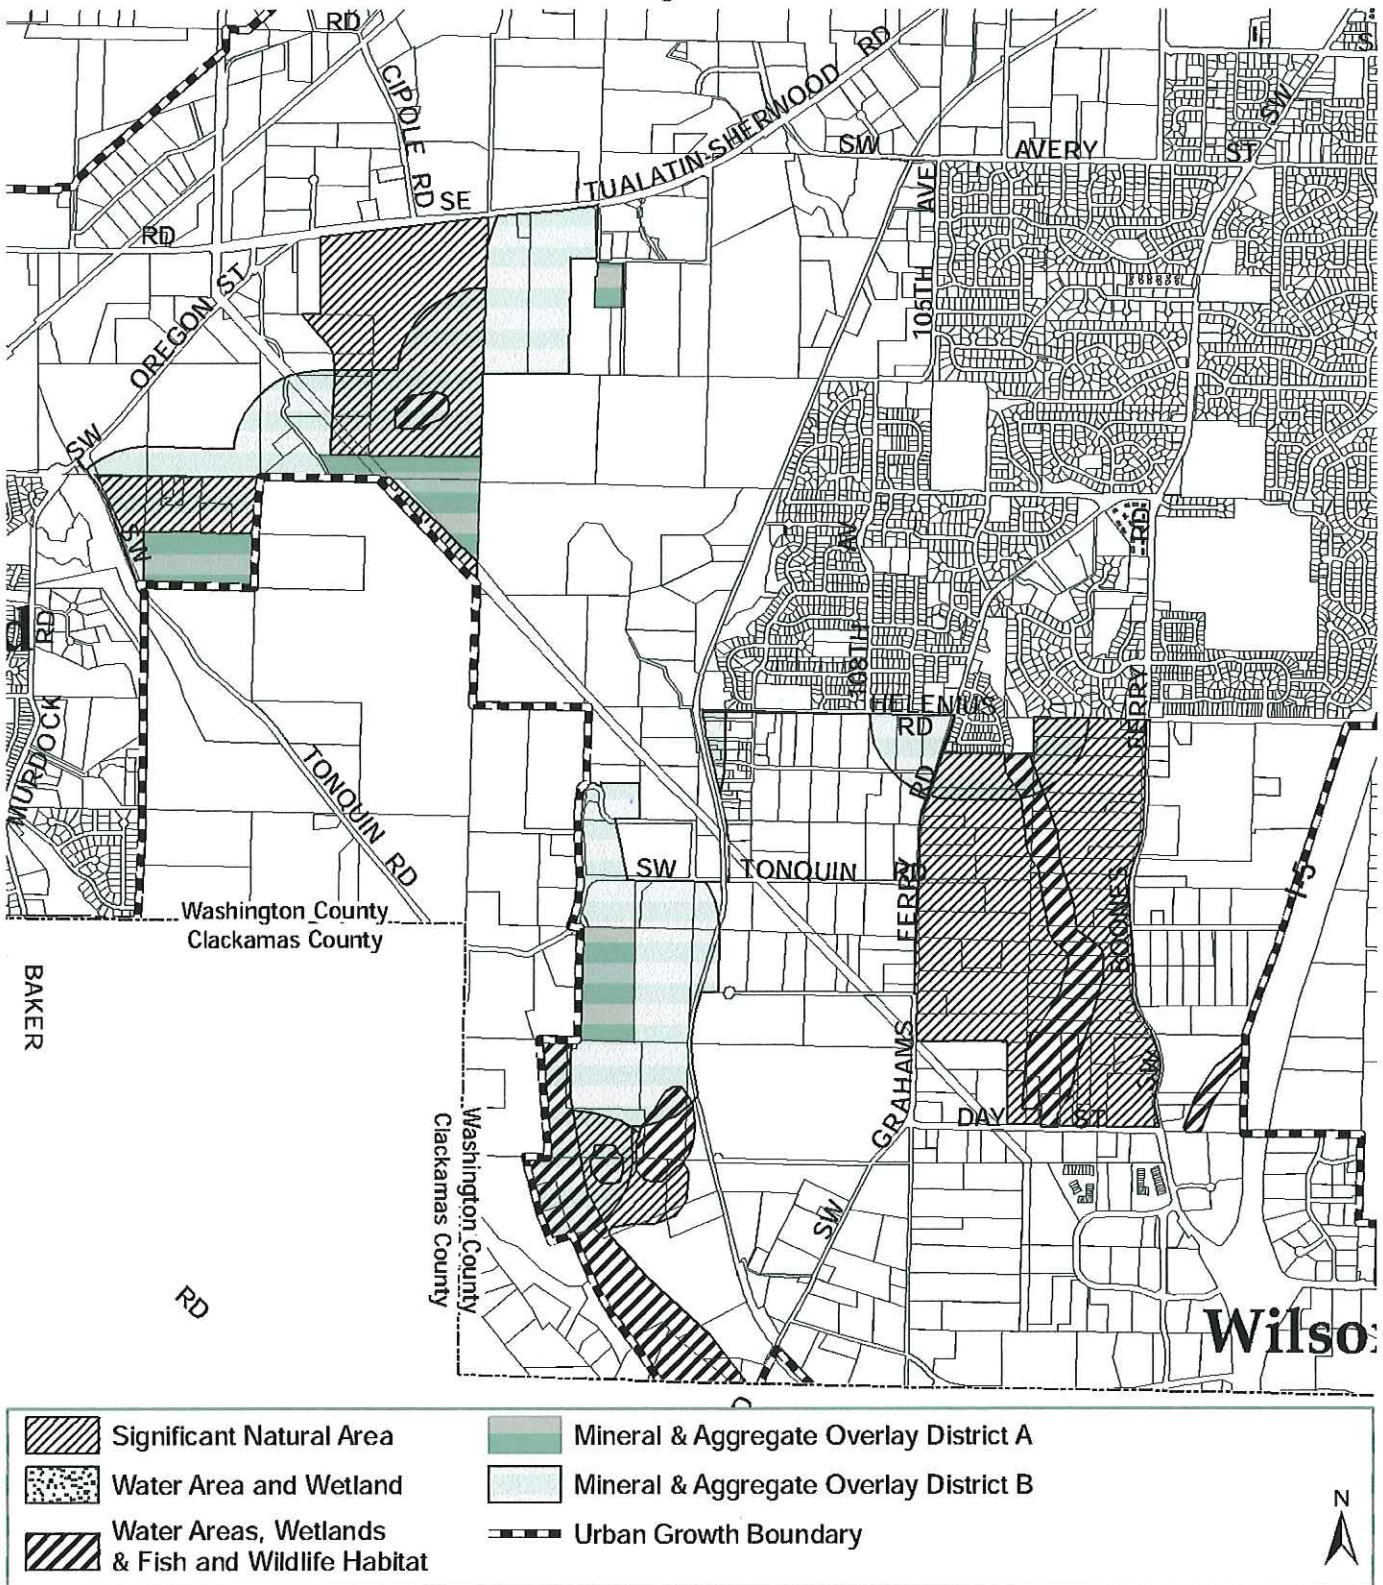 RD
CIPOLE RD
SE
TUALATIN-SHERWOOD RD
SW
AVERY
ST
SW
S
RD
OREGON ST
SW
SW
105TH AVE
AV
108TH
RD
FERRY
HELENIUS
RD
RD
RD
MURDOCK
TONQUIN RD
SW
TONQUIN
RD
FERRY
GRAHAMS
SW
BOONES
SW
I-5
Washington County
Clackamas County
BAKER
RD
Washington County
Clackamas County
DAY
ST
Wilso
Significant Natural Area
Water Area and Wetland
Water Areas, Wetlands
& Fish and Wildlife Habitat
Mineral & Aggregate Overlay District A
Mineral & Aggregate Overlay District B
Urban Growth Boundary
N